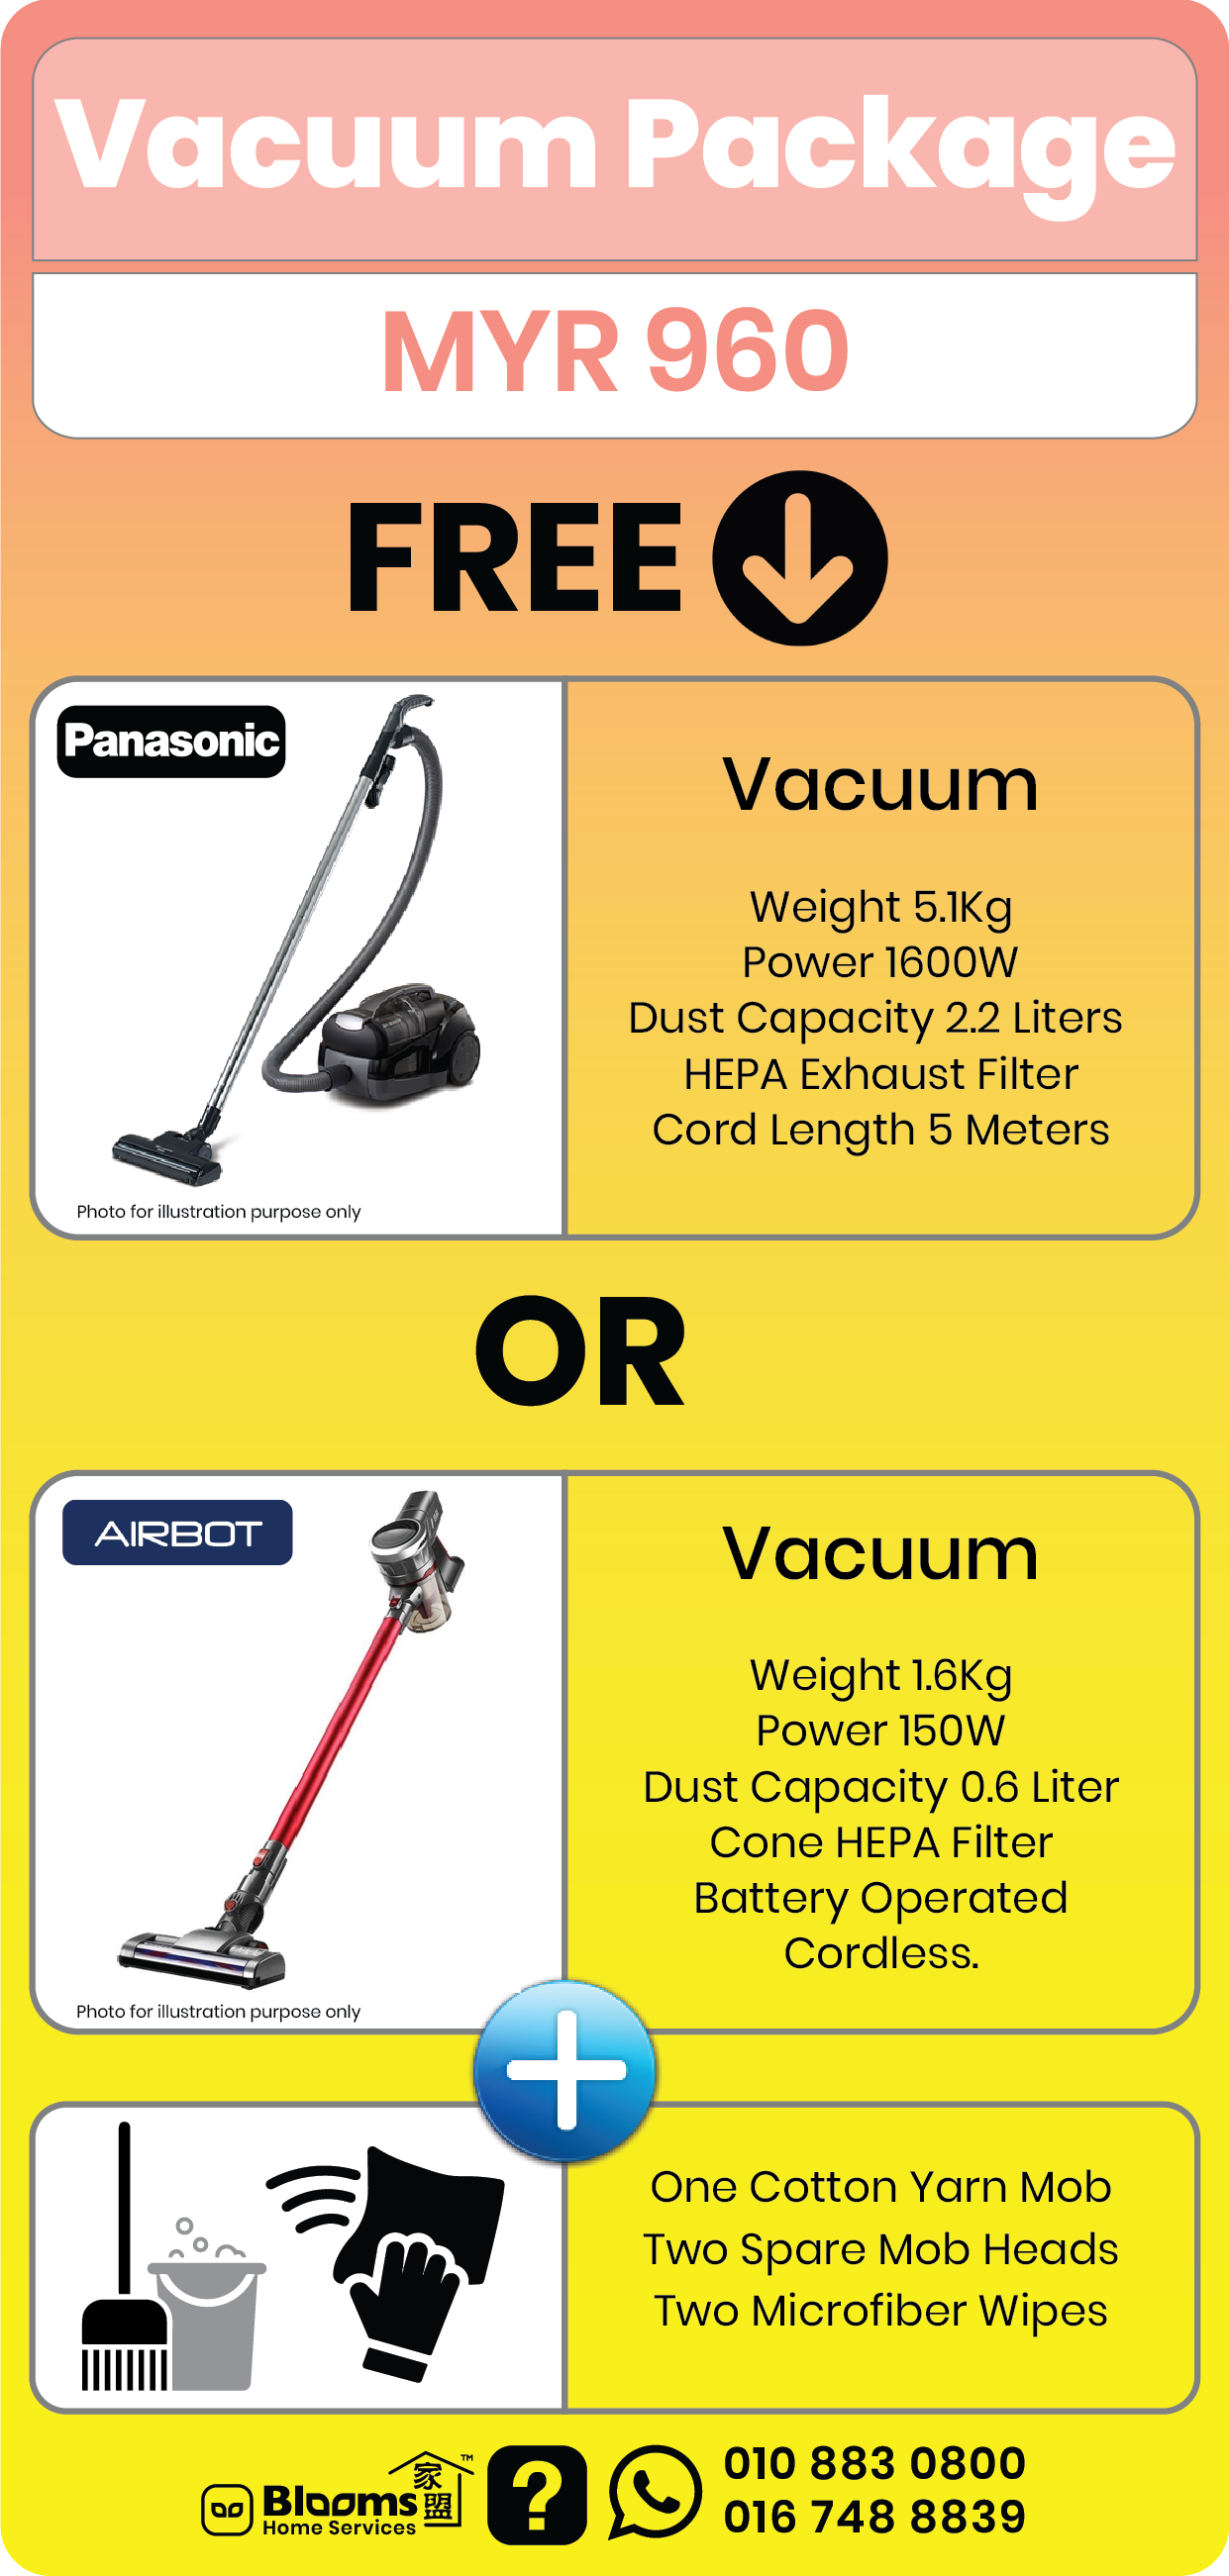 Vacuum Package
MYR 960
FREE
Panasonic
Vacuum
Weight 5.1Kg
Power 1600W
Dust Capacity 2.2 Liters
HEPA Exhaust Filter
Cord Length 5 Meters
Photo for illustration purpose only
OR
AIRBOT
Vacuum
Weight 1.6Kg
Power 150W
Dust Capacity 0.6 Liter
Cone HEPA Filter
Battery Operated
Cordless.
Photo for illustration purpose only
One Cotton Yarn Mob
Two Spare Mob Heads
Two Microfiber Wipes
Blooms 家盟 ™
Home Services
?
010 883 0800
016 748 8839